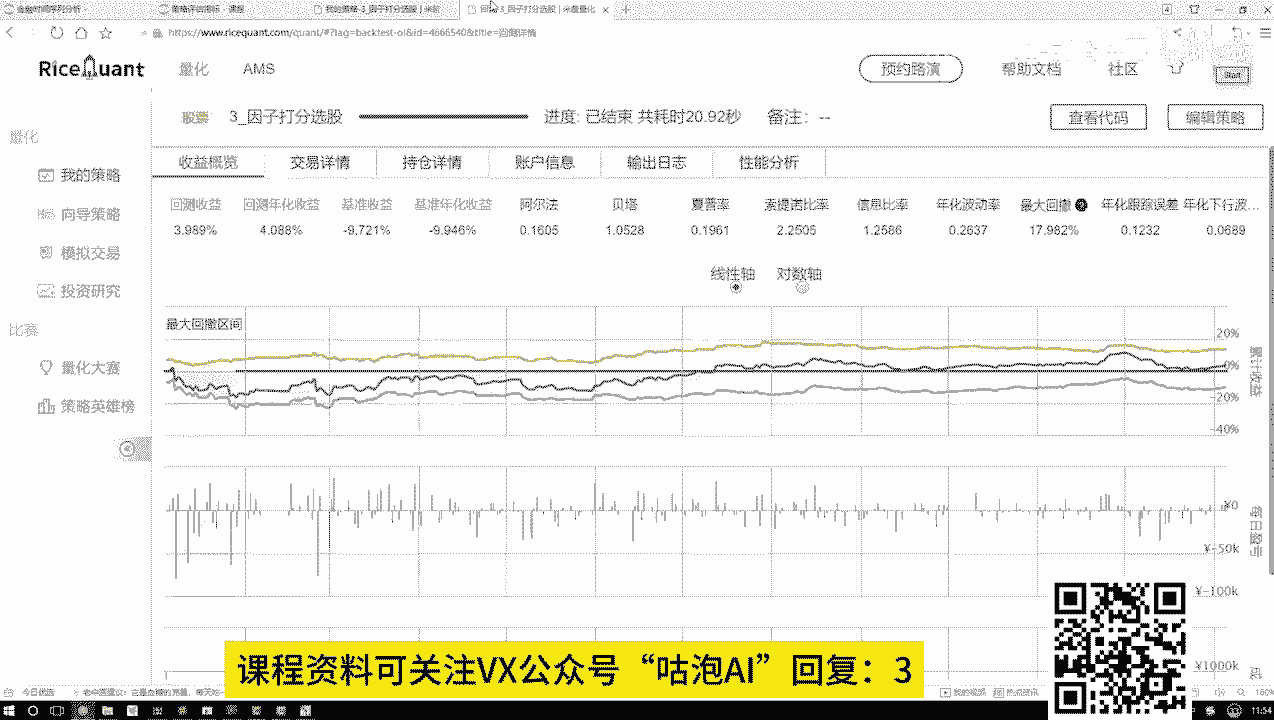 金融时间序列分析
策略评估指标 - 课程
我的策略-3_因子打分选股 | 米筐
3_因子打分选股 | 米筐量化
https://www.ricequant.com/quant/#?tag=backtest-ol&id=4666540&title=回测详情
RiceQuant 量化 AMS 预约路演 帮助文档 社区
股票 3_因子打分选股 进度: 已结束 共耗时20.92秒 备注: -- 查看代码 编辑策略
量化
我的策略
向导策略
模拟交易
投资研究
比赛
量化大赛
策略英雄榜
收益概览 交易详情 持仓详情 账户信息 输出日志 性能分析
回测收益 回测年化收益 基准收益 基准年化收益 阿尔法 贝塔 夏普率 索提诺比率 信息比率 年化波动率 最大回撤 年化跟踪误差 年化下行波...
3.989% 4.088% -9.721% -9.946% 0.1605 1.0528 0.1961 2.2505 1.2586 0.2637 17.982% 0.1232 0.0689
线性轴 对数轴
最大回撤区间
20%
0%
-20%
-40%
累计收益
¥0
¥-50k
¥-100k
每日盈亏
¥1000k
成
课程资料可关注VX公众号“咕泡AI”回复：3
今日优选
我的视频 热点资讯
160%
11:54